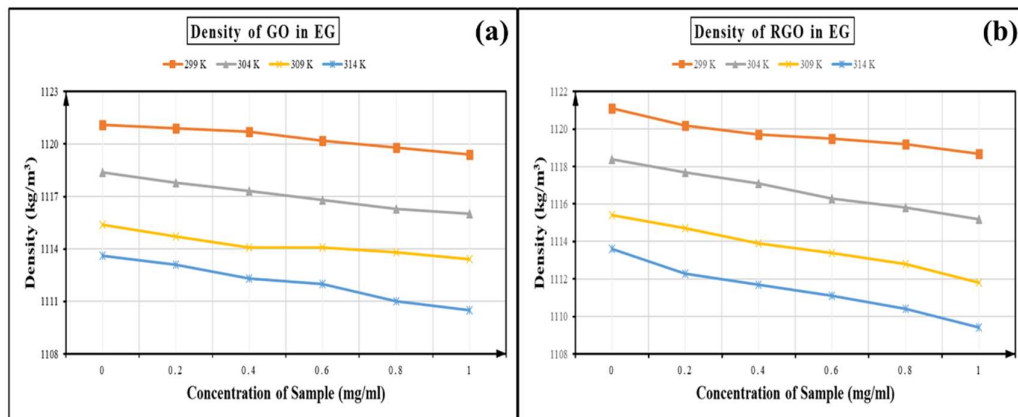 Density of GO in EG
(a)
299 K 304 K 309 K 314 K
1123
1120
1117
1114
1111
1108
Density (kg/m³)
0 0.2 0.4 0.6 0.8 1
Concentration of Sample (mg/ml)
Density of RGO in EG
(b)
299 K 304 K 309 K 314 K
1122
1120
1118
1116
1114
1112
1110
1108
Density (kg/m³)
0 0.2 0.4 0.6 0.8 1
Concentration of Sample (mg/ml)